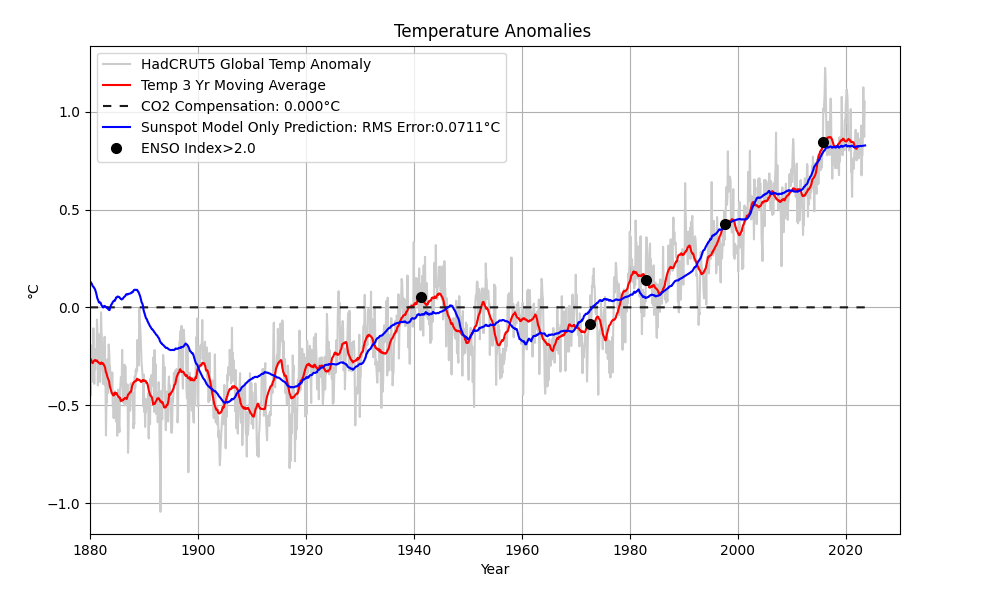 Temperature Anomalies
HadCRUT5 Global Temp Anomaly
Temp 3 Yr Moving Average
CO2 Compensation: 0.000°C
Sunspot Model Only Prediction: RMS Error:0.0711°C
ENSO Index>2.0
°C
1.0
0.5
0.0
−0.5
−1.0
1880 1900 1920 1940 1960 1980 2000 2020
Year